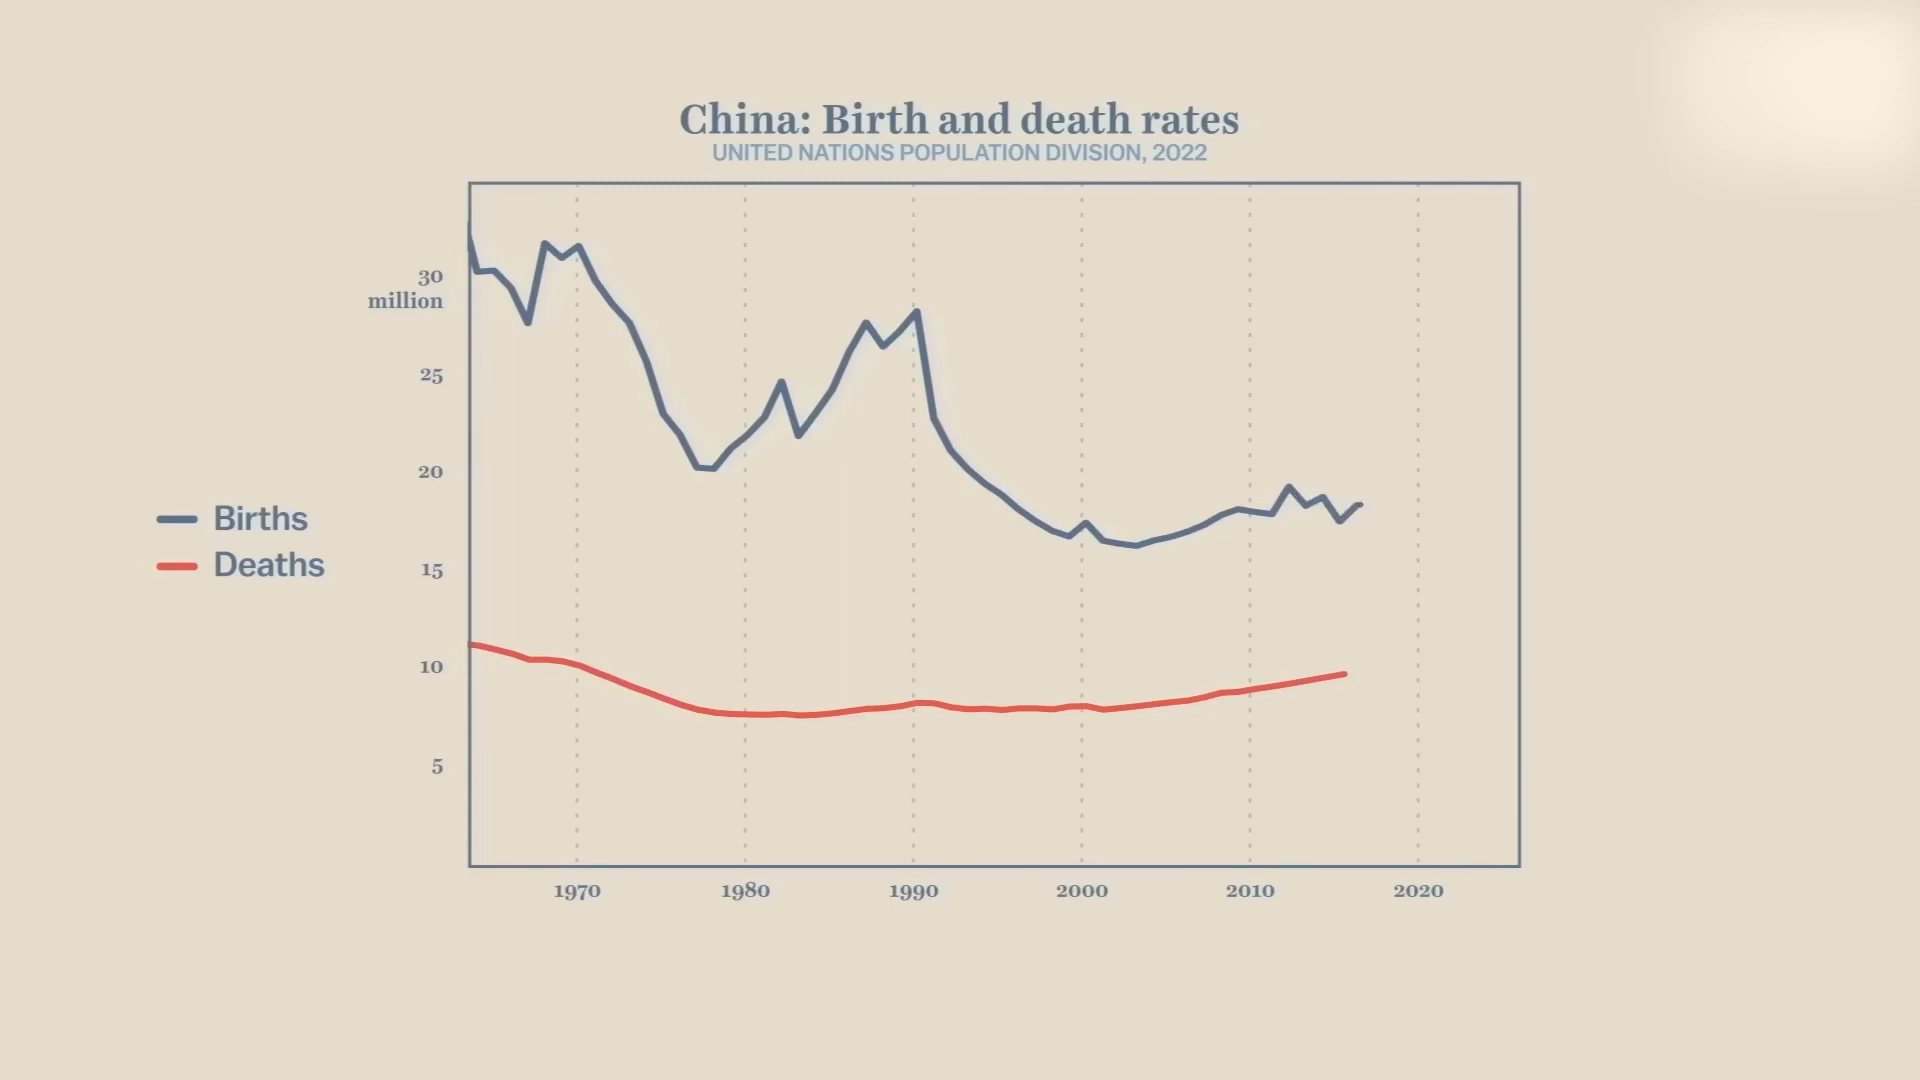 China: Birth and death rates
UNITED NATIONS POPULATION DIVISION, 2022
30
million
25
20
15
10
5
Births
Deaths
1970 1980 1990 2000 2010 2020